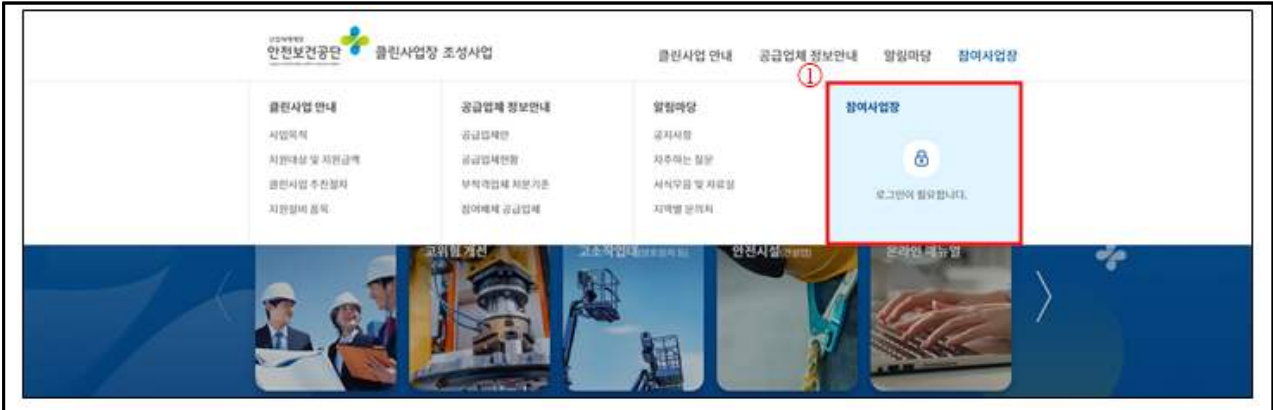 안전보건공단 클린사업장 조성사업
클린사업 안내 공급업체 정보안내 알림마당 참여사업장
①
클린사업 안내 공급업체 정보안내 알림마당 참여사업장
사업목적 공급업체란 공지사항
지원대상 및 지원금액 공급업체현황 자주하는 질문
클린사업 추진절차 부적격업체 처분기준 서식모음 및 자료실
로그인이 필요합니다.
지원설비 품목 참여배제 공급업체 지역별 문의처
고위험 개선 고소작업대 안전시설(건설업) 온라인 매뉴얼